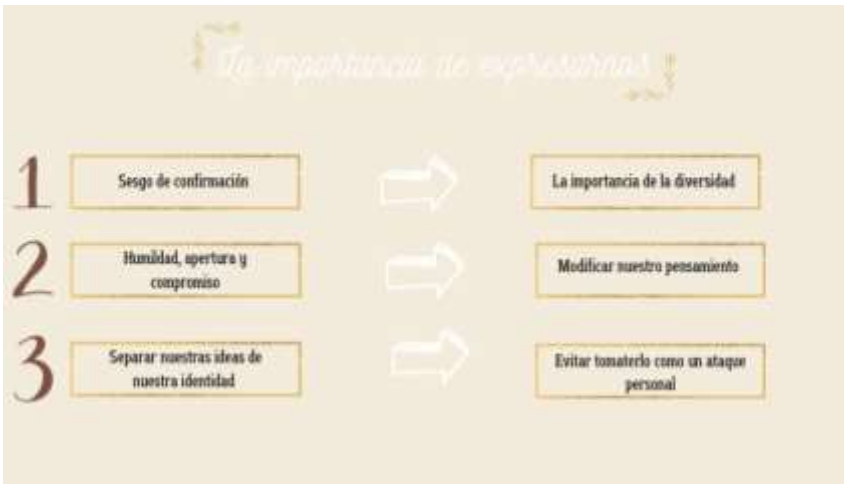 La importancia de expresarnos
1
Sesgo de confirmación
La importancia de la diversidad
2
Humildad, apertura y
compromiso
Modificar nuestro pensamiento
3
Separar nuestras ideas de
nuestra identidad
Evitar tomaterlo como un ataque
personal